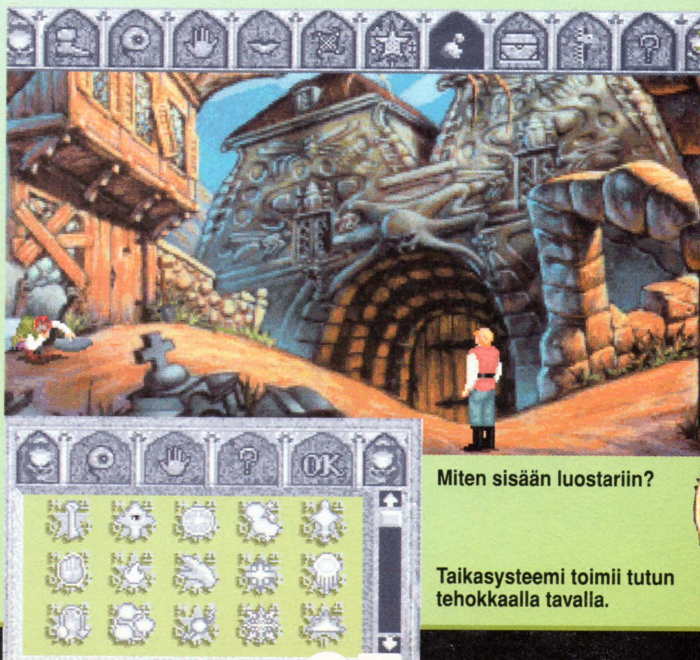 OK
Miten sisään luostariin?
Taikasysteemi toimii tutun
tehokkaalla tavalla.